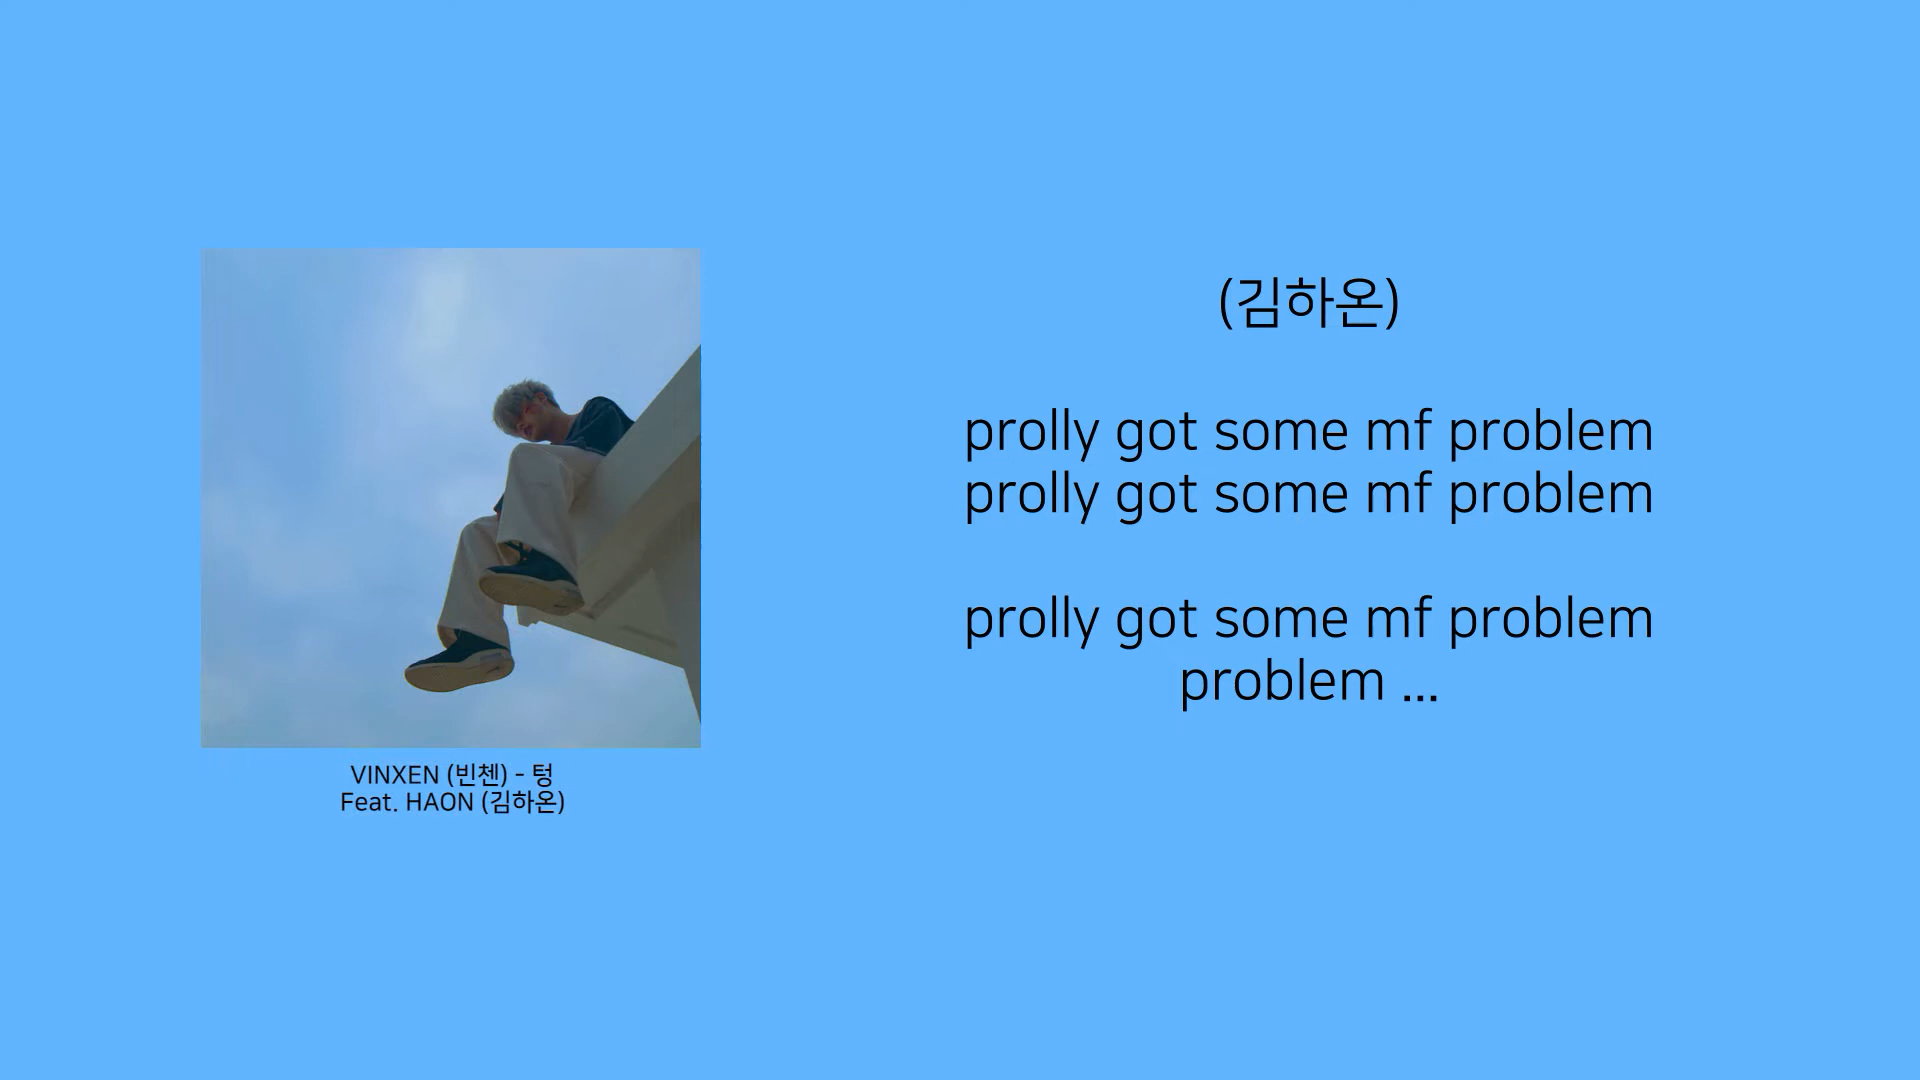 VINXEN (빈첸) - 텅
Feat. HAON (김하온)
(김하온)
prolly got some mf problem
prolly got some mf problem
prolly got some mf problem
problem ...